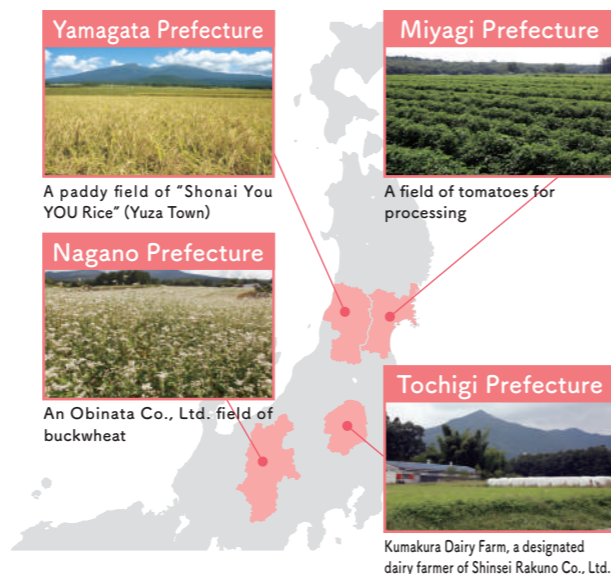 Yamagata Prefecture
A paddy field of "Shonai You
YOU Rice" (Yuza Town)
Miyagi Prefecture
A field of tomatoes for
processing
Nagano Prefecture
An Obinata Co., Ltd. field of
buckwheat
Tochigi Prefecture
Kumakura Dairy Farm, a designated
dairy farmer of Shinsei Rakuno Co., Ltd.